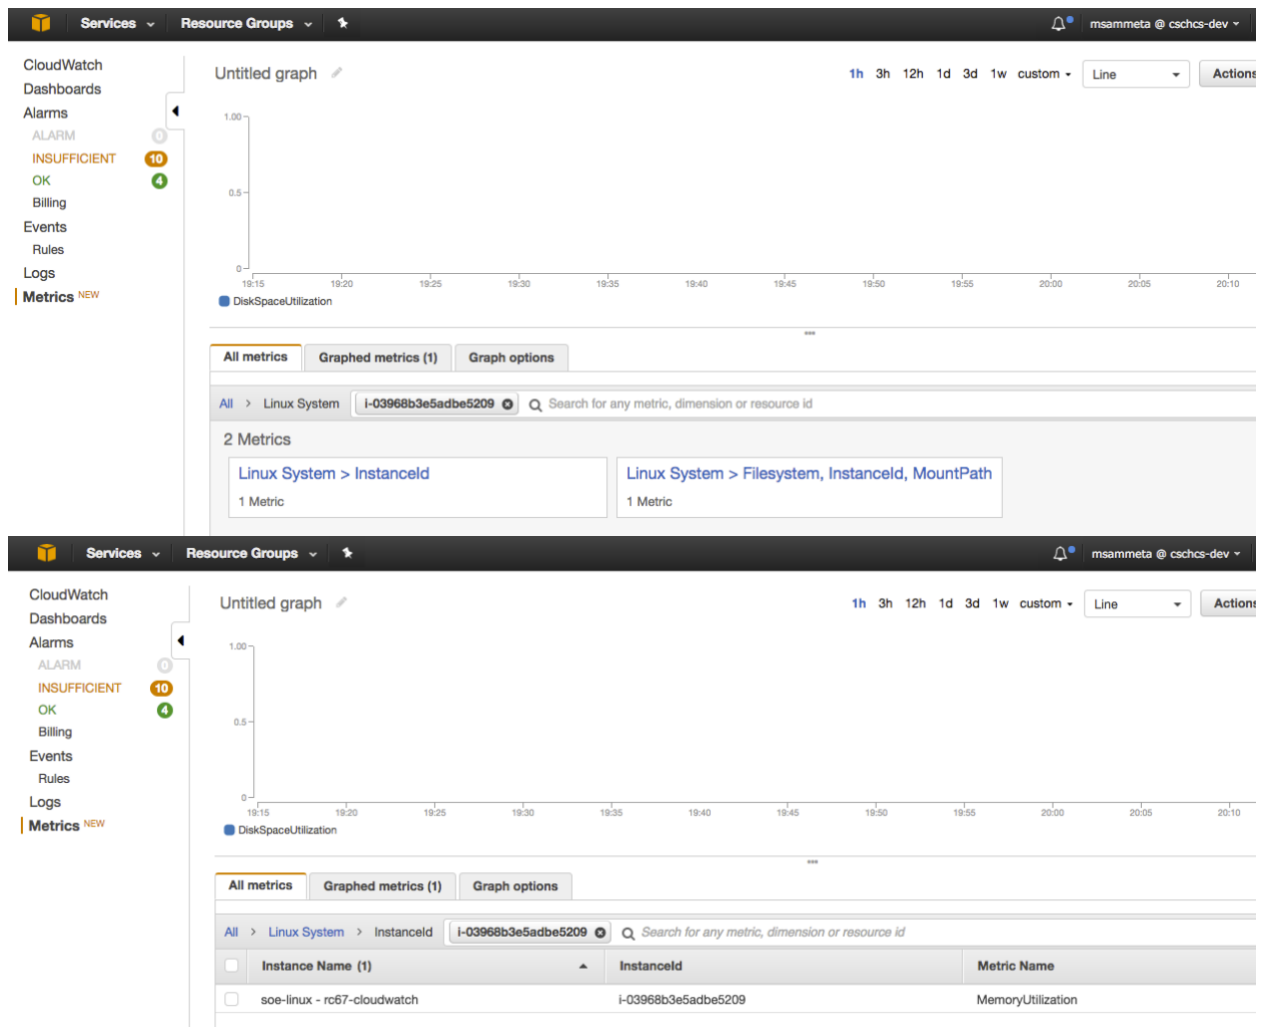 Services Resource Groups msammeta @ cschcs-dev
CloudWatch
Dashboards
Alarms
ALARM 0
INSUFFICIENT 10
OK 4
Billing
Events
Rules
Logs
Metrics NEW
Untitled graph 1h 3h 12h 1d 3d 1w custom Line Actions
1.00
0.5
0
19:15 19:20 19:25 19:30 19:35 19:40 19:45 19:50 19:55 20:00 20:05 20:10
DiskSpaceUtilization
All metrics Graphed metrics (1) Graph options
All > Linux System i-03968b3e5adbe5209 Search for any metric, dimension or resource id
2 Metrics
Linux System > InstanceId Linux System > Filesystem, InstanceId, MountPath
1 Metric 1 Metric
Services Resource Groups msammeta @ cschcs-dev
CloudWatch
Dashboards
Alarms
ALARM 0
INSUFFICIENT 10
OK 4
Billing
Events
Rules
Logs
Metrics NEW
Untitled graph 1h 3h 12h 1d 3d 1w custom Line Actions
1.00
0.5
0
19:15 19:20 19:25 19:30 19:35 19:40 19:45 19:50 19:55 20:00 20:05 20:10
DiskSpaceUtilization
All metrics Graphed metrics (1) Graph options
All > Linux System > InstanceId i-03968b3e5adbe5209 Search for any metric, dimension or resource id
Instance Name (1) InstanceId Metric Name
soe-linux - rc67-cloudwatch i-03968b3e5adbe5209 MemoryUtilization